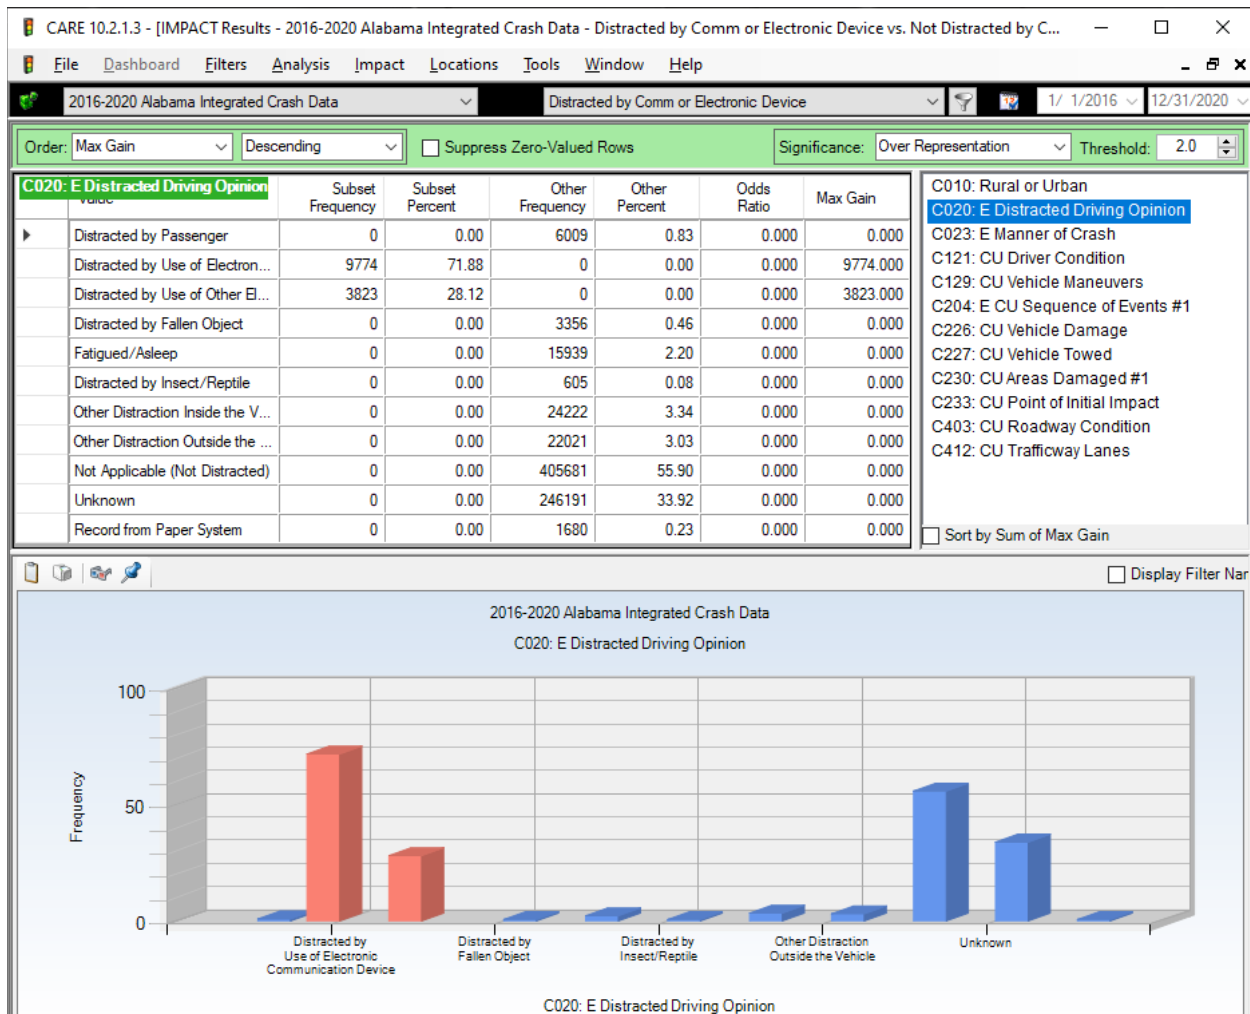 CARE 10.2.1.3 - [IMPACT Results - 2016-2020 Alabama Integrated Crash Data - Distracted by Comm or Electronic Device vs. Not Distracted by C...
File Dashboard Filters Analysis Impact Locations Tools Window Help
2016-2020 Alabama Integrated Crash Data Distracted by Comm or Electronic Device 1/ 1/2016 12/31/2020
Order: Max Gain Descending Suppress Zero-Valued Rows Significance: Over Representation Threshold: 2.0
C020: E Distracted Driving Opinion Subset Frequency Subset Percent Other Frequency Other Percent Odds Ratio Max Gain
Distracted by Passenger 0 0.00 6009 0.83 0.000 0.000
Distracted by Use of Electron... 9774 71.88 0 0.00 0.000 9774.000
Distracted by Use of Other El... 3823 28.12 0 0.00 0.000 3823.000
Distracted by Fallen Object 0 0.00 3356 0.46 0.000 0.000
Fatigued/Asleep 0 0.00 15939 2.20 0.000 0.000
Distracted by Insect/Reptile 0 0.00 605 0.08 0.000 0.000
Other Distraction Inside the V... 0 0.00 24222 3.34 0.000 0.000
Other Distraction Outside the ... 0 0.00 22021 3.03 0.000 0.000
Not Applicable (Not Distracted) 0 0.00 405681 55.90 0.000 0.000
Unknown 0 0.00 246191 33.92 0.000 0.000
Record from Paper System 0 0.00 1680 0.23 0.000 0.000
C010: Rural or Urban
C020: E Distracted Driving Opinion
C023: E Manner of Crash
C121: CU Driver Condition
C129: CU Vehicle Maneuvers
C204: E CU Sequence of Events #1
C226: CU Vehicle Damage
C227: CU Vehicle Towed
C230: CU Areas Damaged #1
C233: CU Point of Initial Impact
C403: CU Roadway Condition
C412: CU Trafficway Lanes
Sort by Sum of Max Gain
Display Filter Nar
2016-2020 Alabama Integrated Crash Data
C020: E Distracted Driving Opinion
Frequency
100
50
0
Distracted by
Use of Electronic
Communication Device
Distracted by
Fallen Object
Distracted by
Insect/Reptile
Other Distraction
Outside the Vehicle
Unknown
C020: E Distracted Driving Opinion